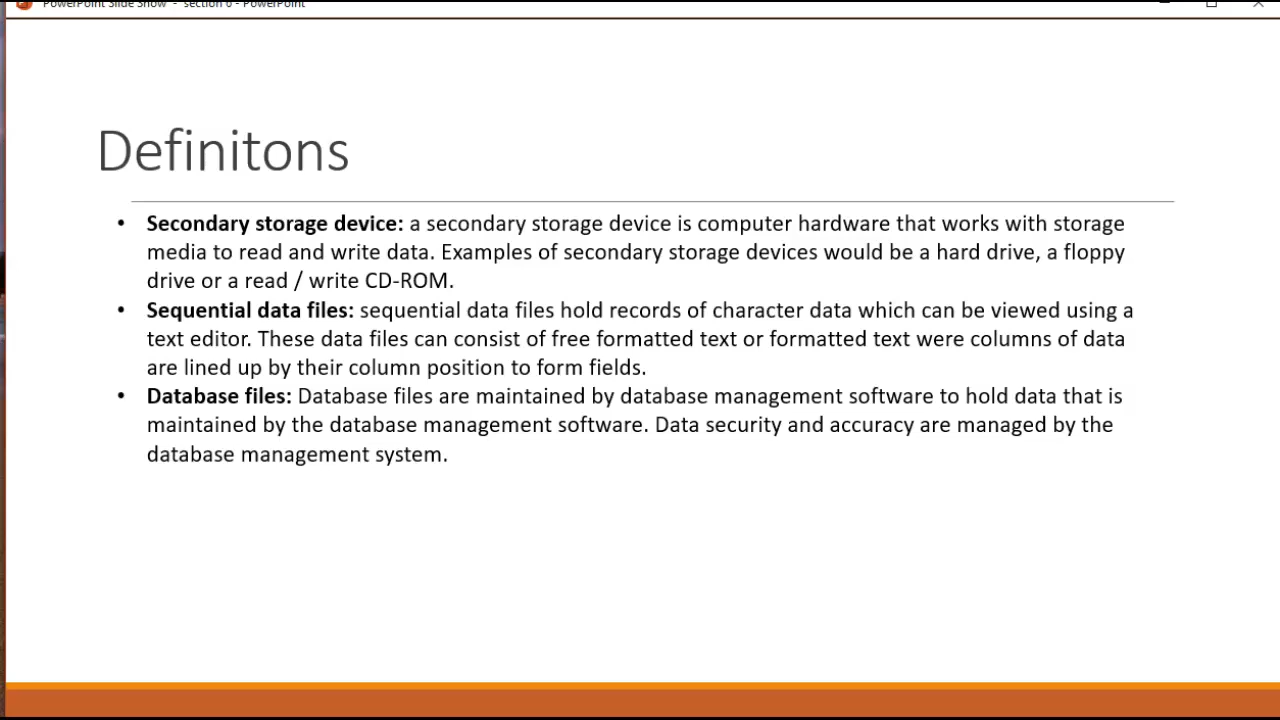 PowerPoint Slide Show - section 6 - PowerPoint
Definitons
• Secondary storage device: a secondary storage device is computer hardware that works with storage
media to read and write data. Examples of secondary storage devices would be a hard drive, a floppy
drive or a read / write CD-ROM.
• Sequential data files: sequential data files hold records of character data which can be viewed using a
text editor. These data files can consist of free formatted text or formatted text were columns of data
are lined up by their column position to form fields.
• Database files: Database files are maintained by database management software to hold data that is
maintained by the database management software. Data security and accuracy are managed by the
database management system.